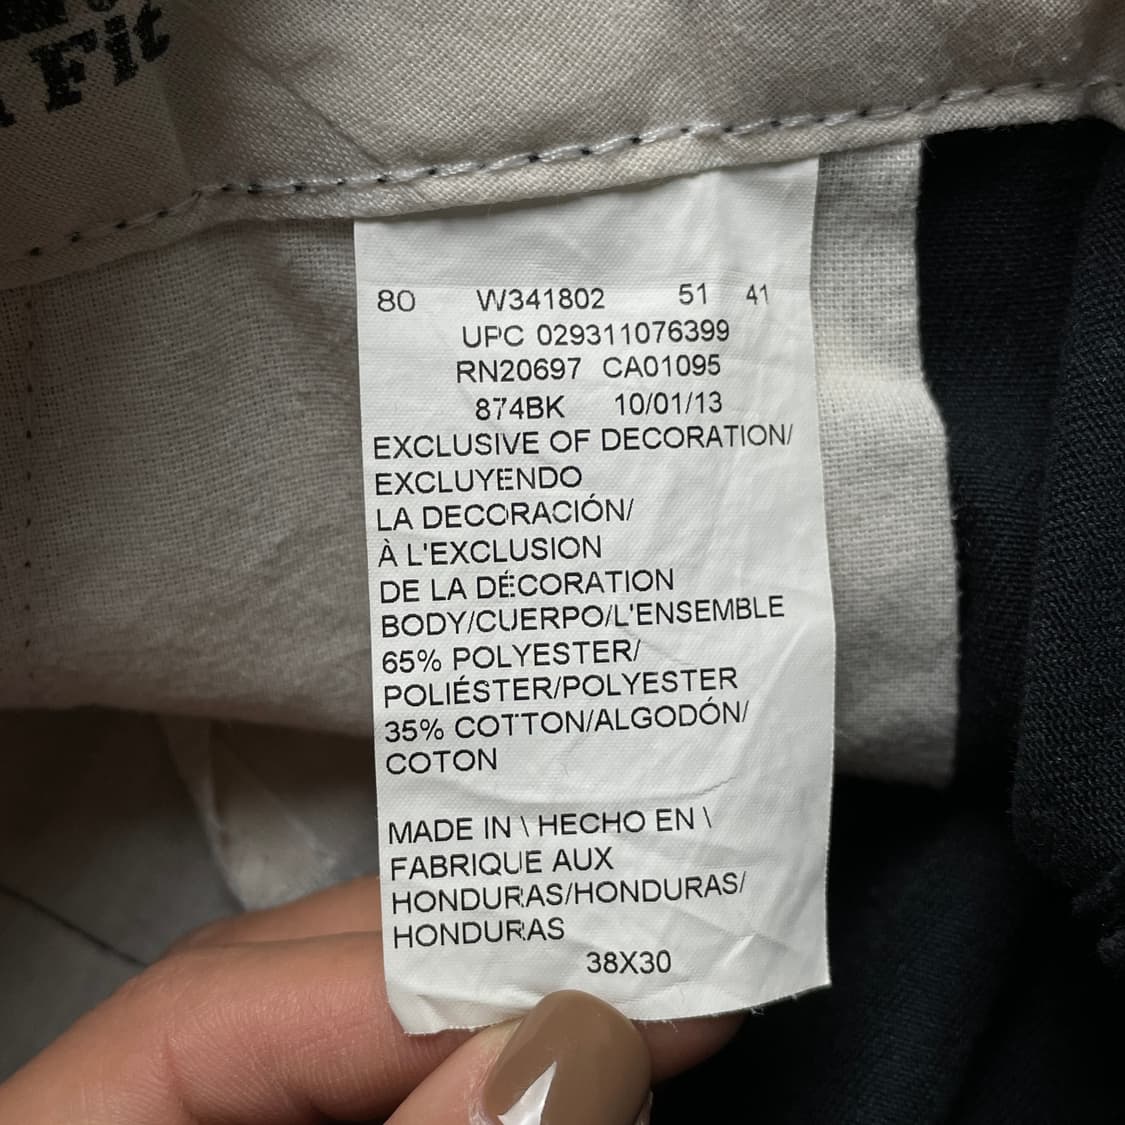 Fit
80 W341802 51 41
UPC 029311076399
RN20697 CA01095
874BK 10/01/13
EXCLUSIVE OF DECORATION/
EXCLUYENDO
LA DECORACIÓN/
À L'EXCLUSION
DE LA DÉCORATION
BODY/CUERPO/L'ENSEMBLE
65% POLYESTER/
POLIÉSTER/POLYESTER
35% COTTON/ALGODÓN/
COTON
MADE IN \ HECHO EN \
FABRIQUE AUX
HONDURAS/HONDURAS/
HONDURAS
38X30